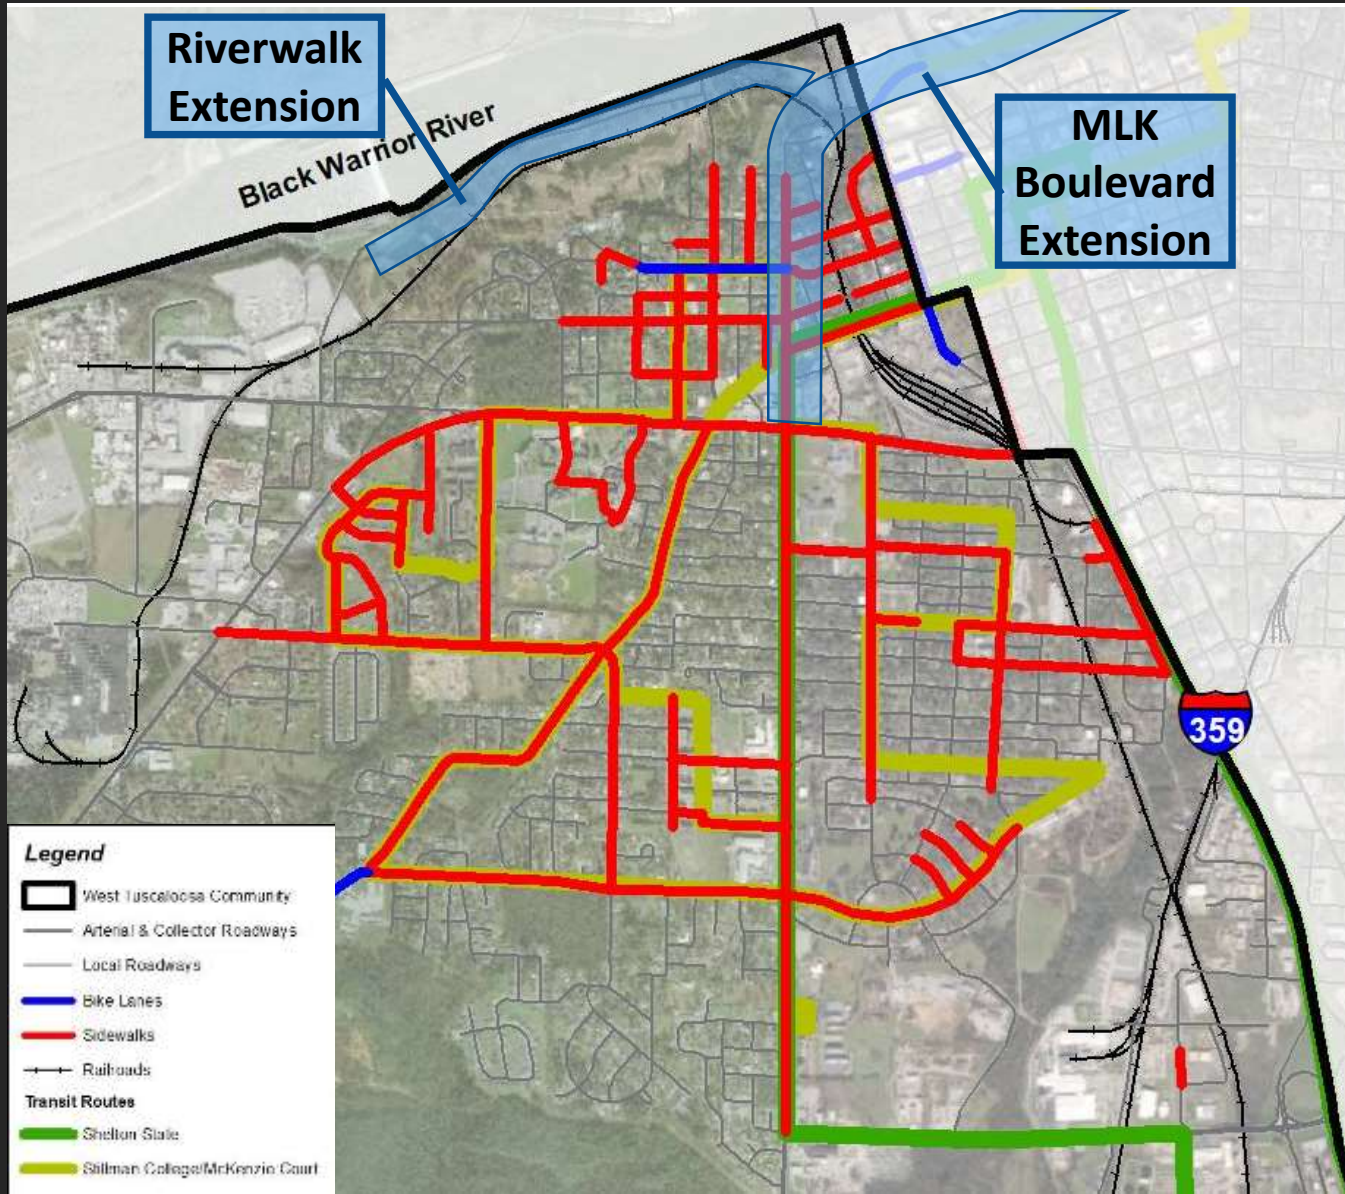 Riverwalk
Extension
MLK
Boulevard
Extension
Black Warrior River
359
Legend
West Tuscaloosa Community
Arterial & Collector Roadways
Local Roadways
Bike Lanes
Sidewalks
Railroads
Transit Routes
Shelton State
Stillman College/McKenzie Court